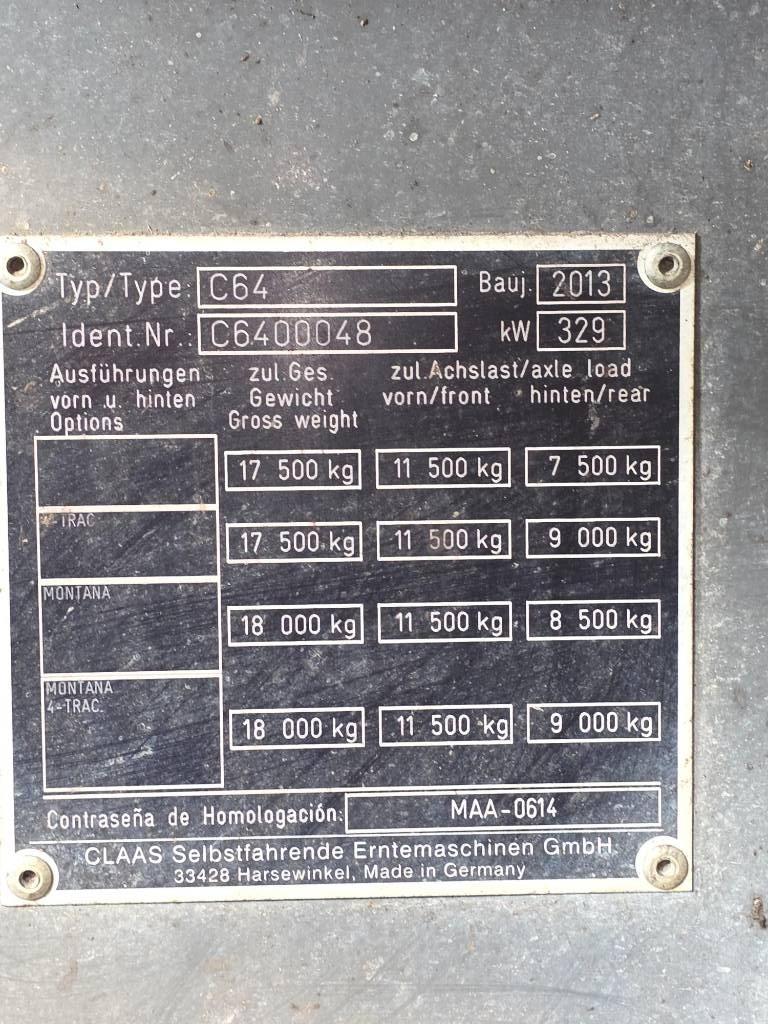 Typ/Type: C64 Bauj. 2013
Ident.Nr.: C6400048 kW 329
Ausführungen zul.Ges. zul.Achslast/axle load
vorn u. hinten Gewicht vorn/front hinten/rear
Options Gross weight
17 500 kg 11 500 kg 7 500 kg
4-TRAC
17 500 kg 11 500 kg 9 000 kg
MONTANA
18 000 kg 11 500 kg 8 500 kg
MONTANA
4-TRAC.
18 000 kg 11 500 kg 9 000 kg
Contraseña de Homologación: MAA-0614
CLAAS Selbstfahrende Erntemaschinen GmbH.
33428 Harsewinkel, Made in Germany